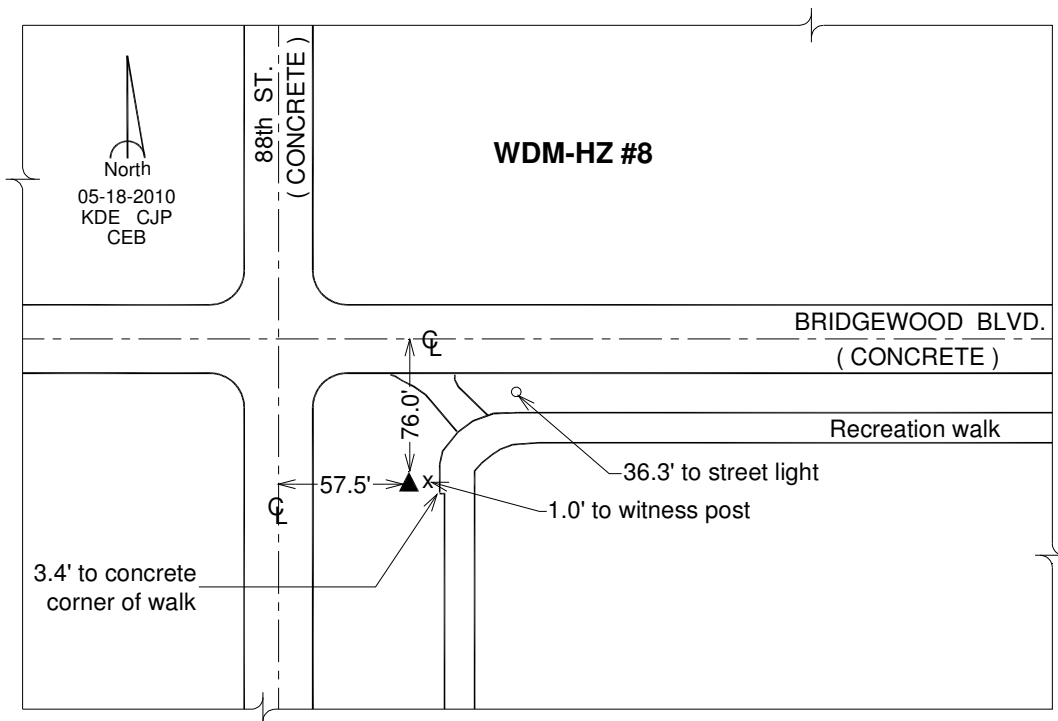 88th ST.
( CONCRETE )
WDM-HZ #8
North
05-18-2010
KDE CJP
CEB
BRIDGEWOOD BLVD.
( CONCRETE )
℄
76.0'
Recreation walk
36.3' to street light
57.5'
℄
1.0' to witness post
x
3.4' to concrete
corner of walk